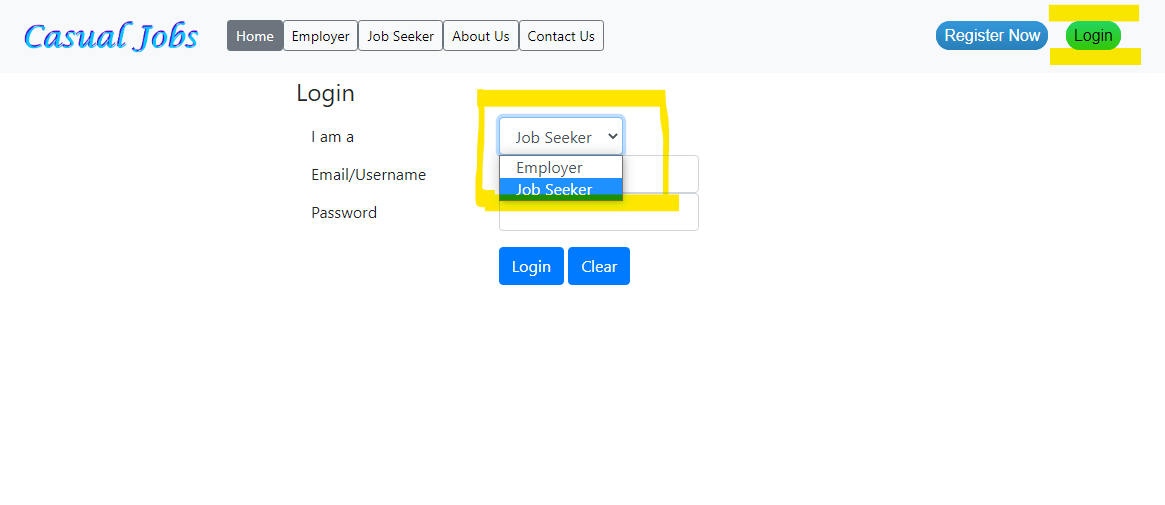 Casual Jobs Home Employer Job Seeker About Us Contact Us Register Now Login
Login
I am a Job Seeker
Employer
Email/Username
Job Seeker
Password
Login Clear